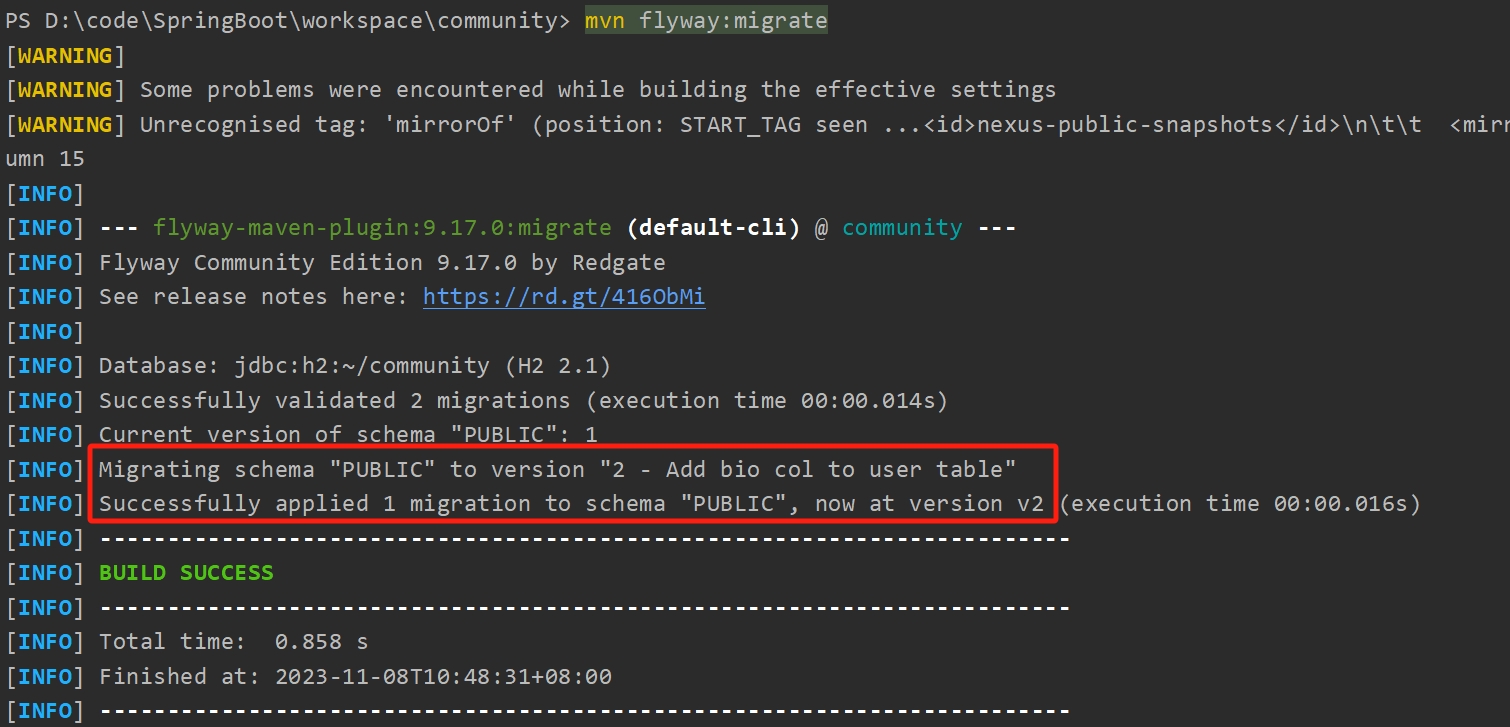 PS D:\code\SpringBoot\workspace\community> mvn flyway:migrate
[WARNING]
[WARNING] Some problems were encountered while building the effective settings
[WARNING] Unrecognised tag: 'mirrorOf' (position: START_TAG seen ...<id>nexus-public-snapshots</id>\n\t\t  <mirr
umn 15
[INFO]
[INFO] --- flyway-maven-plugin:9.17.0:migrate (default-cli) @ community ---
[INFO] Flyway Community Edition 9.17.0 by Redgate
[INFO] See release notes here: https://rd.gt/416ObMi
[INFO]
[INFO] Database: jdbc:h2:~/community (H2 2.1)
[INFO] Successfully validated 2 migrations (execution time 00:00.014s)
[INFO] Current version of schema "PUBLIC": 1
[INFO] Migrating schema "PUBLIC" to version "2 - Add bio col to user table"
[INFO] Successfully applied 1 migration to schema "PUBLIC", now at version v2 (execution time 00:00.016s)
[INFO] ------------------------------------------------------------------------
[INFO] BUILD SUCCESS
[INFO] ------------------------------------------------------------------------
[INFO] Total time:  0.858 s
[INFO] Finished at: 2023-11-08T10:48:31+08:00
[INFO] ------------------------------------------------------------------------